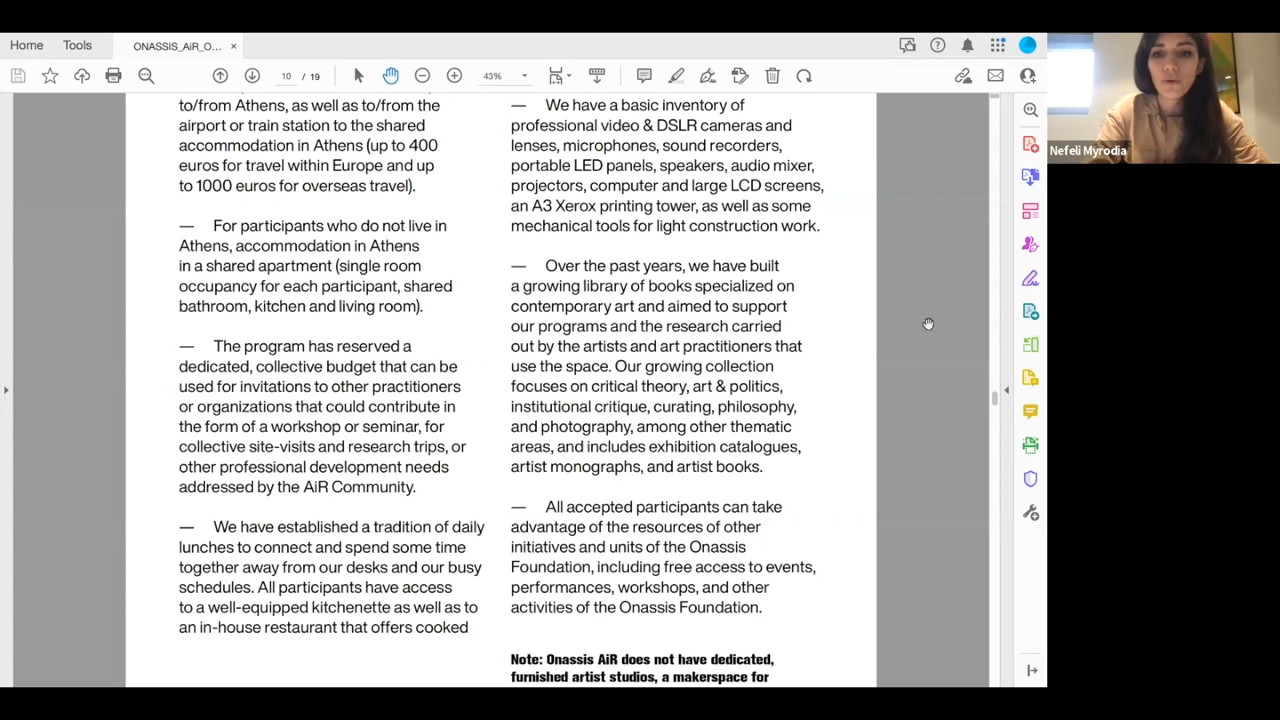 Home
Tools
ONASSIS_AiR_O...
10 / 19
43%
to/from Athens, as well as to/from the
airport or train station to the shared
accommodation in Athens (up to 400
euros for travel within Europe and up
to 1000 euros for overseas travel).
— For participants who do not live in
Athens, accommodation in Athens
in a shared apartment (single room
occupancy for each participant, shared
bathroom, kitchen and living room).
— The program has reserved a
dedicated, collective budget that can be
used for invitations to other practitioners
or organizations that could contribute in
the form of a workshop or seminar, for
collective site-visits and research trips, or
other professional development needs
addressed by the AiR Community.
— We have established a tradition of daily
lunches to connect and spend some time
together away from our desks and our busy
schedules. All participants have access
to a well-equipped kitchenette as well as to
an in-house restaurant that offers cooked
— We have a basic inventory of
professional video & DSLR cameras and
lenses, microphones, sound recorders,
portable LED panels, speakers, audio mixer,
projectors, computer and large LCD screens,
an A3 Xerox printing tower, as well as some
mechanical tools for light construction work.
— Over the past years, we have built
a growing library of books specialized on
contemporary art and aimed to support
our programs and the research carried
out by the artists and art practitioners that
use the space. Our growing collection
focuses on critical theory, art & politics,
institutional critique, curating, philosophy,
and photography, among other thematic
areas, and includes exhibition catalogues,
artist monographs, and artist books.
— All accepted participants can take
advantage of the resources of other
initiatives and units of the Onassis
Foundation, including free access to events,
performances, workshops, and other
activities of the Onassis Foundation.
Note: Onassis AiR does not have dedicated,
furnished artist studios, a makerspace for
Nefeli Myrodia